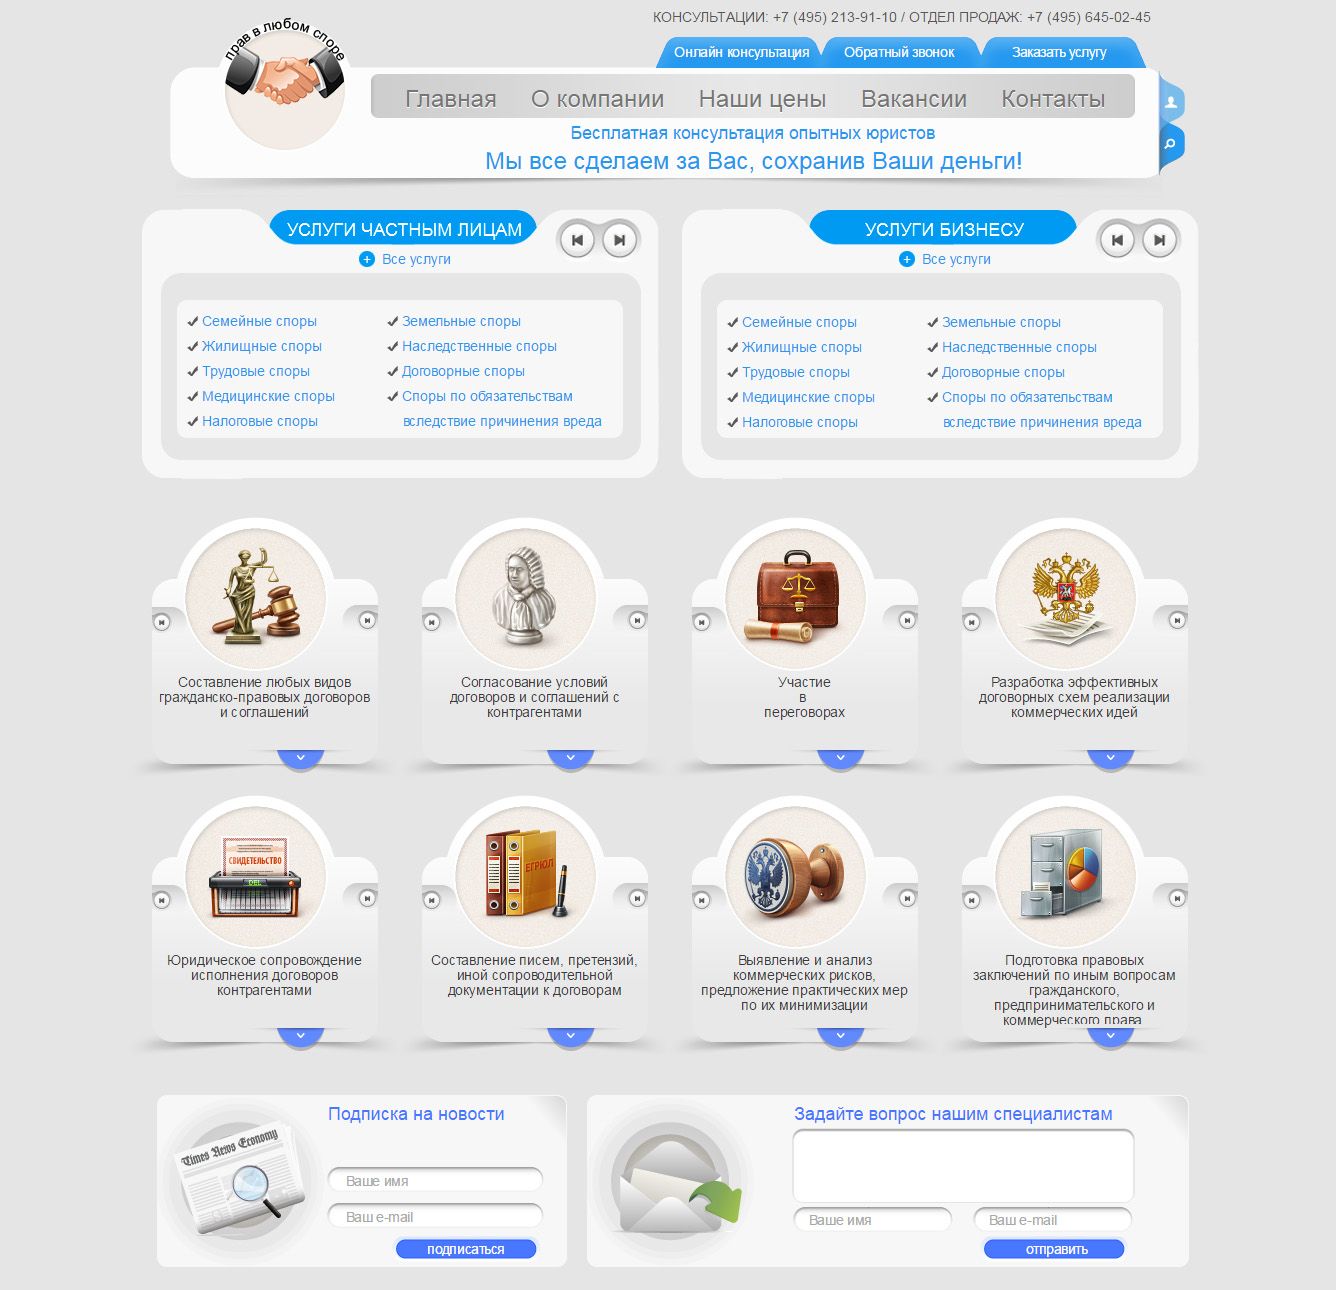 КОНСУЛЬТАЦИИ: +7 (495) 213-91-10 / ОТДЕЛ ПРОДАЖ: +7 (495) 645-02-45
прав в любом споре
Онлайн консультация
Обратный звонок
Заказать услугу
Главная
О компании
Наши цены
Вакансии
Контакты
Бесплатная консультация опытных юристов
Мы все сделаем за Вас, сохранив Ваши деньги!
УСЛУГИ ЧАСТНЫМ ЛИЦАМ
Все услуги
Семейные споры
Жилищные споры
Трудовые споры
Медицинские споры
Налоговые споры
Земельные споры
Наследственные споры
Договорные споры
Споры по обязательствам
вследствие причинения вреда
УСЛУГИ БИЗНЕСУ
Все услуги
Семейные споры
Жилищные споры
Трудовые споры
Медицинские споры
Налоговые споры
Земельные споры
Наследственные споры
Договорные споры
Споры по обязательствам
вследствие причинения вреда
Составление любых видов
гражданско-правовых договоров
и соглашений
Согласование условий
договоров и соглашений с
контрагентами
Участие
в
переговорах
Разработка эффективных
договорных схем реализации
коммерческих идей
СВИДЕТЕЛЬСТВО
DEL
Юридическое сопровождение
исполнения договоров
контрагентами
ЕГРЮЛ
Составление писем, претензий,
иной сопроводительной
документации к договорам
Выявление и анализ
коммерческих рисков,
предложение практических мер
по их минимизации
Подготовка правовых
заключений по иным вопросам
гражданского,
предпринимательского и
коммерческого права
Подписка на новости
Times News Economy
Ваше имя
Ваш e-mail
подписаться
Задайте вопрос нашим специалистам
Ваше имя
Ваш e-mail
отправить